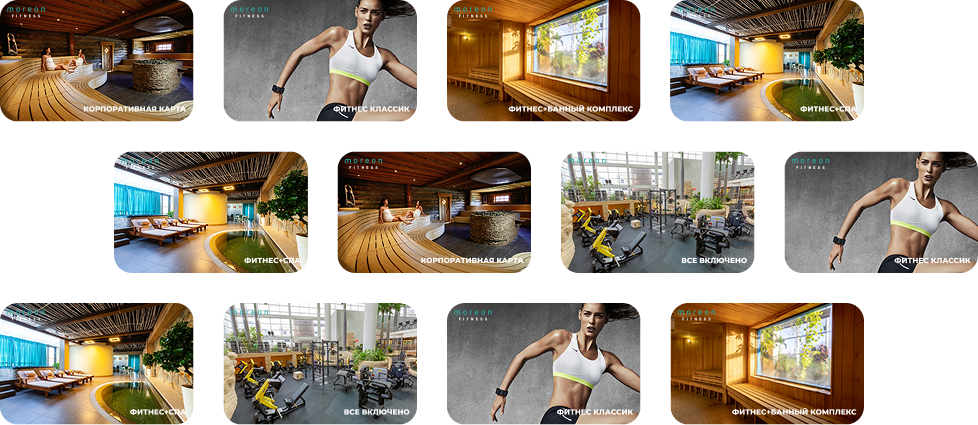 moreon
FITNESS
КОРПОРАТИВНАЯ КАРТА
moreon
FITNESS
ФИТНЕС КЛАССИК
moreon
FITNESS
ФИТНЕС+БАННЫЙ КОМПЛЕКС
moreon
FITNESS
ФИТНЕС+СПА
moreon
FITNESS
ФИТНЕС+СПА
moreon
FITNESS
КОРПОРАТИВНАЯ КАРТА
moreon
FITNESS
ВСЕ ВКЛЮЧЕНО
moreon
FITNESS
ФИТНЕС КЛАССИК
moreon
FITNESS
ФИТНЕС+СПА
moreon
FITNESS
ВСЕ ВКЛЮЧЕНО
moreon
FITNESS
ФИТНЕС КЛАССИК
moreon
FITNESS
ФИТНЕС+БАННЫЙ КОМПЛЕКС